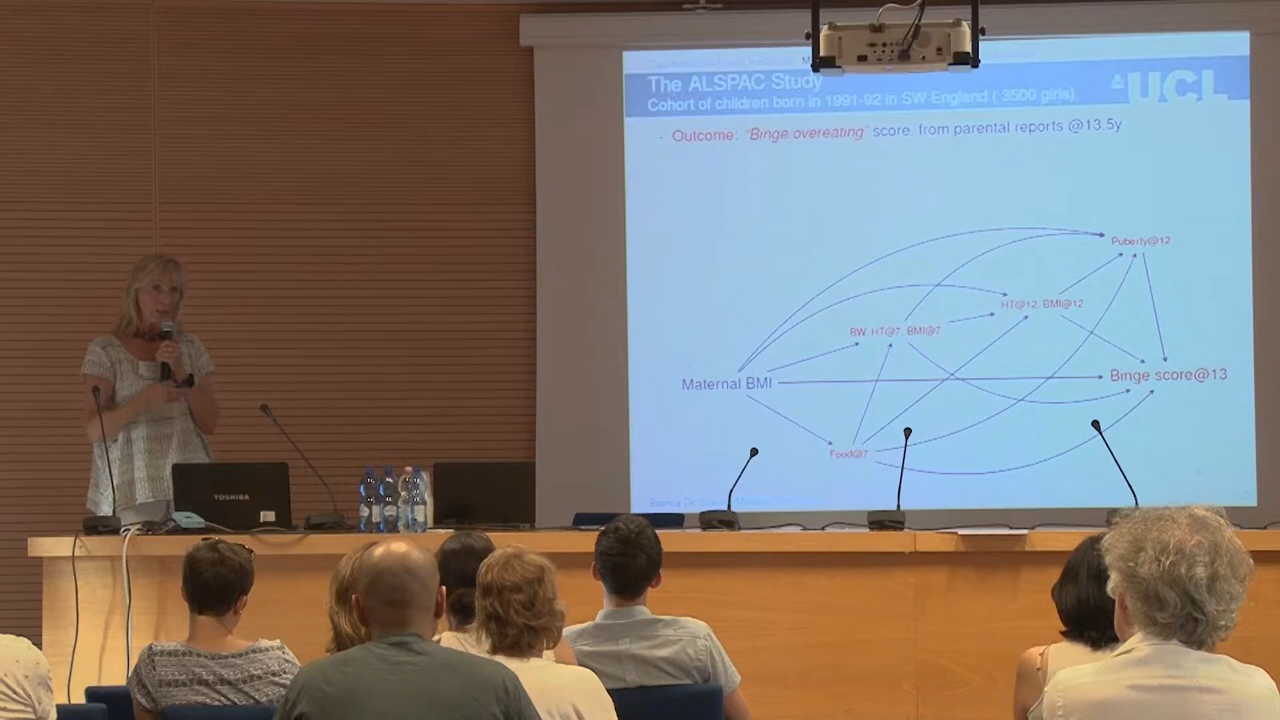 The ALSPAC Study
UCL
Cohort of children born in 1991-92 in SW England ( 3500 girls)
- Outcome: "Binge overeating" score, from parental reports @13.5y
Puberty@12
HT@12, BMI@12
BW, HT@7, BMI@7
Binge score@13
Maternal BMI
Food@7
TOSHIBA
Bianca De